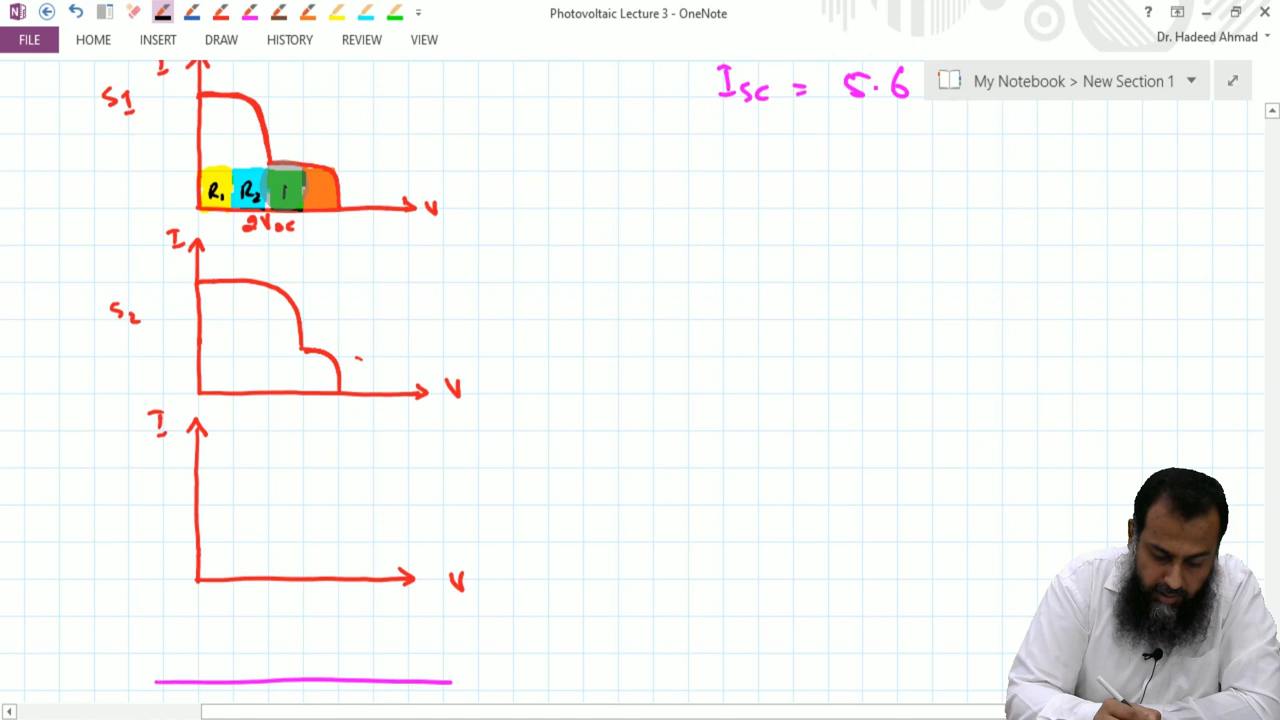 Photovoltaic Lecture 3 - OneNote
?
Dr. Hadeed Ahmad
FILE HOME INSERT DRAW HISTORY REVIEW VIEW
My Notebook > New Section 1
Isc = 5.6
I
S1
R1 R2 1
V
2Voc
I
S2
V
I
V